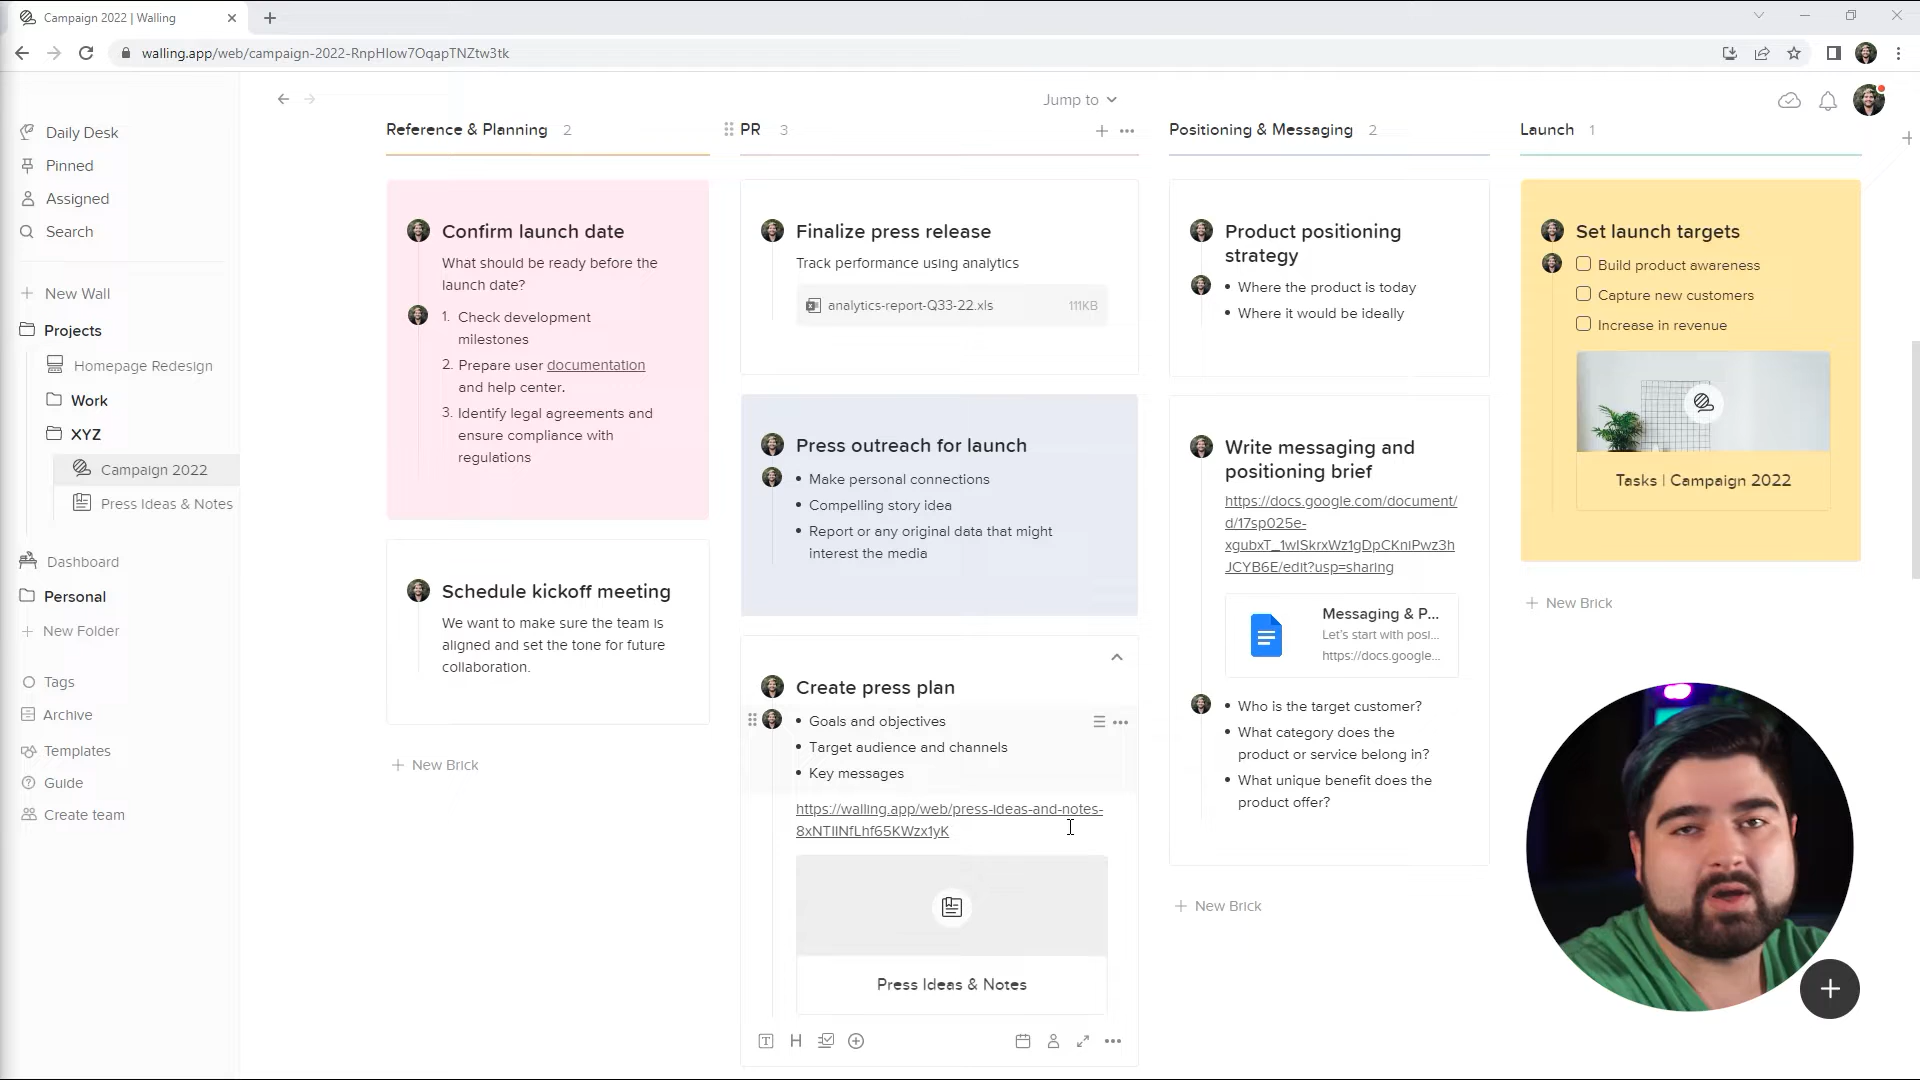 Campaign 2022 | Walling
walling.app/web/campaign-2022-RnpHIow7OqapTNZtw3tk
Jump to
Daily Desk
Pinned
Assigned
Search
New Wall
Projects
Homepage Redesign
Work
XYZ
Campaign 2022
Press Ideas & Notes
Dashboard
Personal
New Folder
Tags
Archive
Templates
Guide
Create team
Reference & Planning 2
Confirm launch date
What should be ready before the
launch date?
1. Check development
milestones
2. Prepare user documentation
and help center.
3. Identify legal agreements and
ensure compliance with
regulations
Schedule kickoff meeting
We want to make sure the team is
aligned and set the tone for future
collaboration.
New Brick
PR 3
Finalize press release
Track performance using analytics
analytics-report-Q33-22.xls 111KB
Press outreach for launch
• Make personal connections
• Compelling story idea
• Report or any original data that might
interest the media
Create press plan
• Goals and objectives
• Target audience and channels
• Key messages
https://walling.app/web/press-ideas-and-notes-
8xNTIINfLhf65KWzx1yK
Press Ideas & Notes
T H
Positioning & Messaging 2
Product positioning
strategy
• Where the product is today
• Where it would be ideally
Write messaging and
positioning brief
https://docs.google.com/document/
d/17sp025e-
xgubxT_1wISkrxWz1gDpCKniPwz3h
JCYB6E/edit?usp=sharing
Messaging & P...
Let's start with posi...
https://docs.google...
• Who is the target customer?
• What category does the
product or service belong in?
• What unique benefit does the
product offer?
New Brick
Launch 1
Set launch targets
Build product awareness
Capture new customers
Increase in revenue
Tasks | Campaign 2022
New Brick